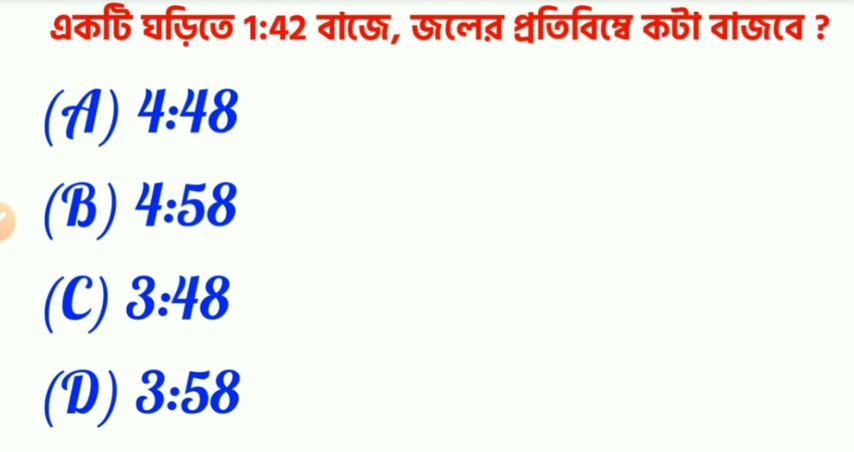 একটি ঘড়িতে 1:42 বাজে, জলের প্রতিবিম্বে কটা বাজবে ?
(A) 4:48
(B) 4:58
(C) 3:48
(D) 3:58